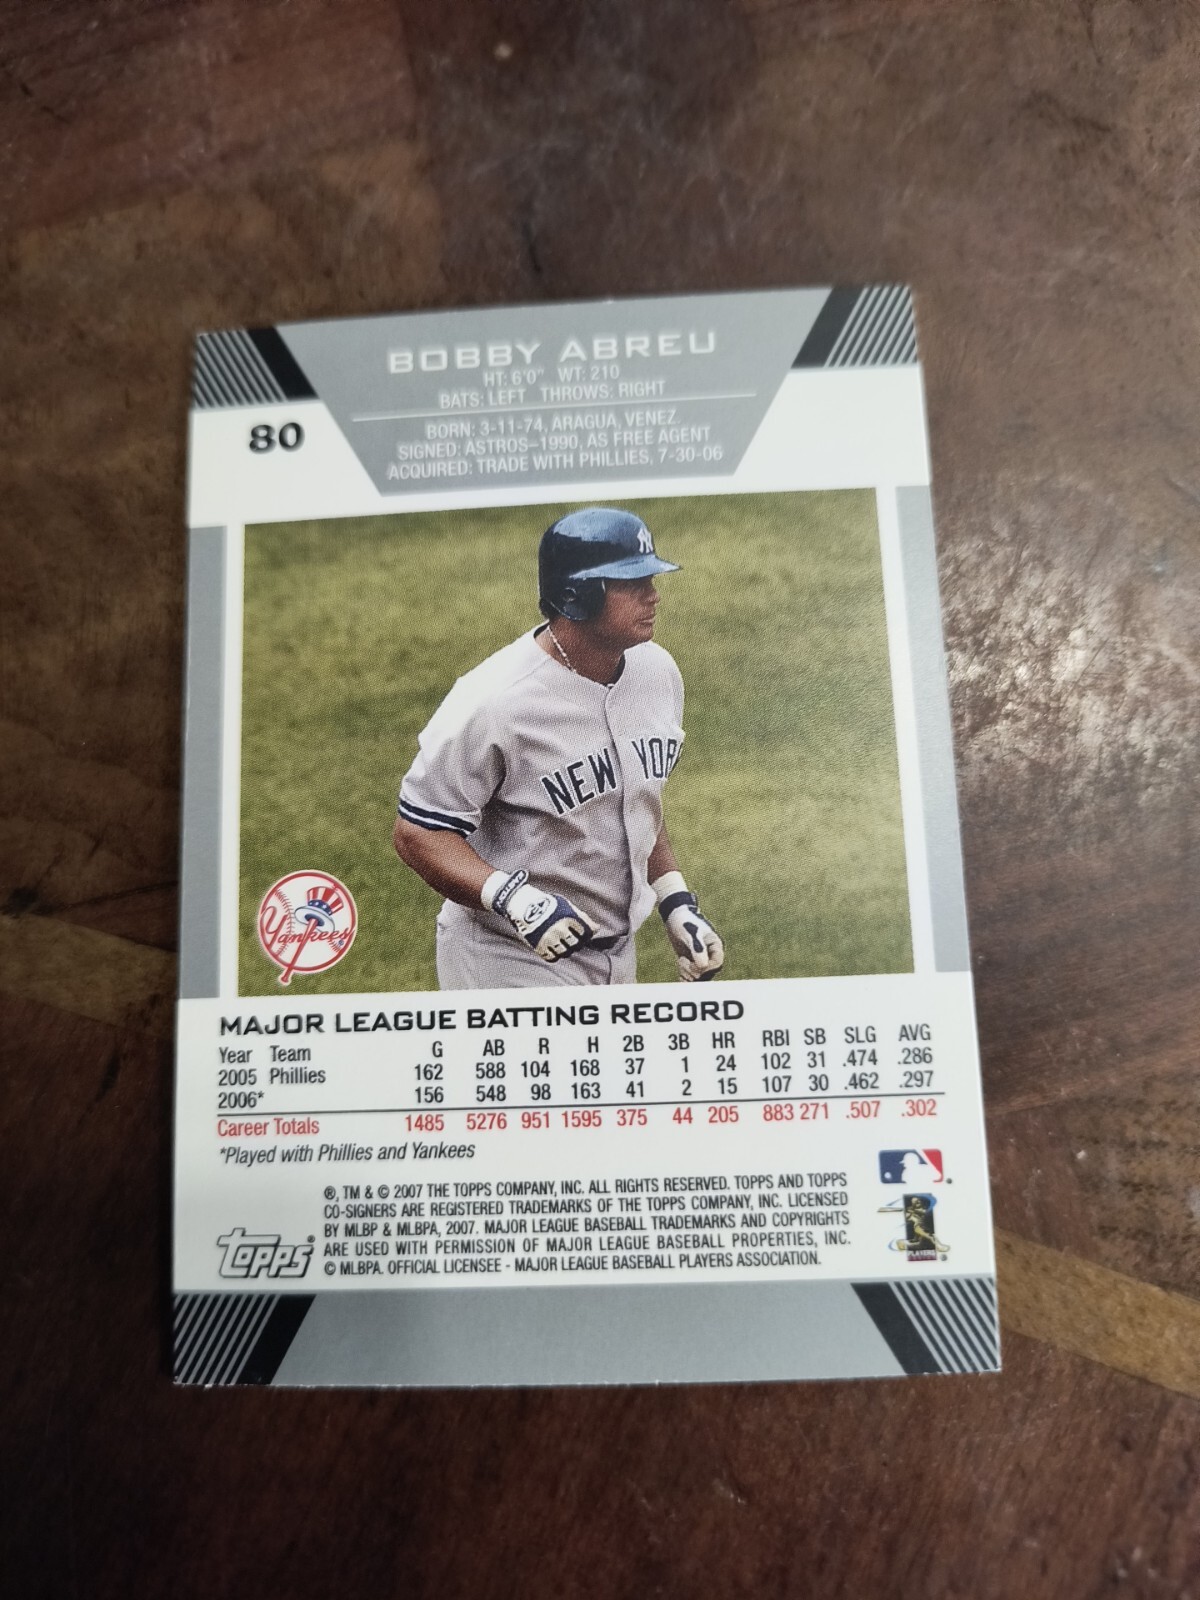 BOBBY ABREU
HT: 6'0" WT: 210
BATS: LEFT THROWS: RIGHT
80
BORN: 3-11-74, ARAGUA, VENEZ.
SIGNED: ASTROS–1990, AS FREE AGENT
ACQUIRED: TRADE WITH PHILLIES, 7-30-06
NY
NEW YORK
Yankees
MAJOR LEAGUE BATTING RECORD
Year Team G AB R H 2B 3B HR RBI SB SLG AVG
2005 Phillies 162 588 104 168 37 1 24 102 31 .474 .286
2006* 156 548 98 163 41 2 15 107 30 .462 .297
Career Totals 1485 5276 951 1595 375 44 205 883 271 .507 .302
*Played with Phillies and Yankees
®, TM & © 2007 THE TOPPS COMPANY, INC. ALL RIGHTS RESERVED. TOPPS AND TOPPS
CO-SIGNERS ARE REGISTERED TRADEMARKS OF THE TOPPS COMPANY, INC. LICENSED
BY MLBP & MLBPA, 2007. MAJOR LEAGUE BASEBALL TRADEMARKS AND COPYRIGHTS
ARE USED WITH PERMISSION OF MAJOR LEAGUE BASEBALL PROPERTIES, INC.
© MLBPA. OFFICIAL LICENSEE - MAJOR LEAGUE BASEBALL PLAYERS ASSOCIATION.
Topps®
PLAYERS